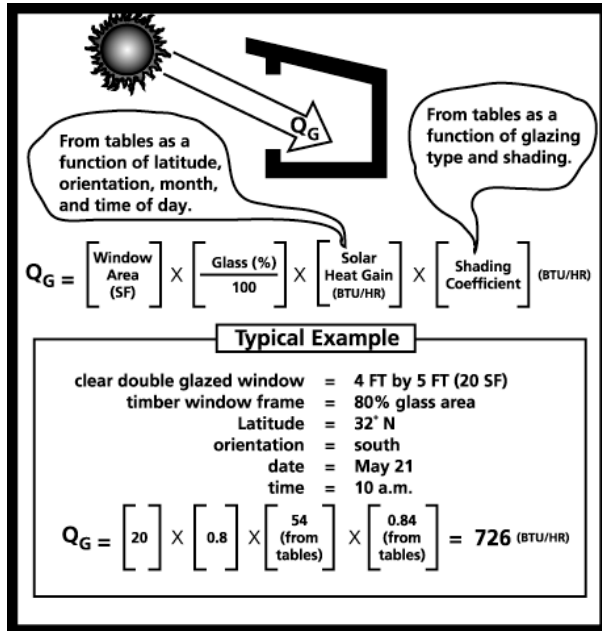 From tables as a
function of latitude,
orientation, month,
and time of day.
QG
From tables as a
function of glazing
type and shading.
QG = [Window Area (SF)] X [Glass (%) / 100] X [Solar Heat Gain (BTU/HR)] X [Shading Coefficient] (BTU/HR)
Typical Example
clear double glazed window = 4 FT by 5 FT (20 SF)
timber window frame = 80% glass area
Latitude = 32° N
orientation = south
date = May 21
time = 10 a.m.
QG = [20] X [0.8] X [54 (from tables)] X [0.84 (from tables)] = 726 (BTU/HR)